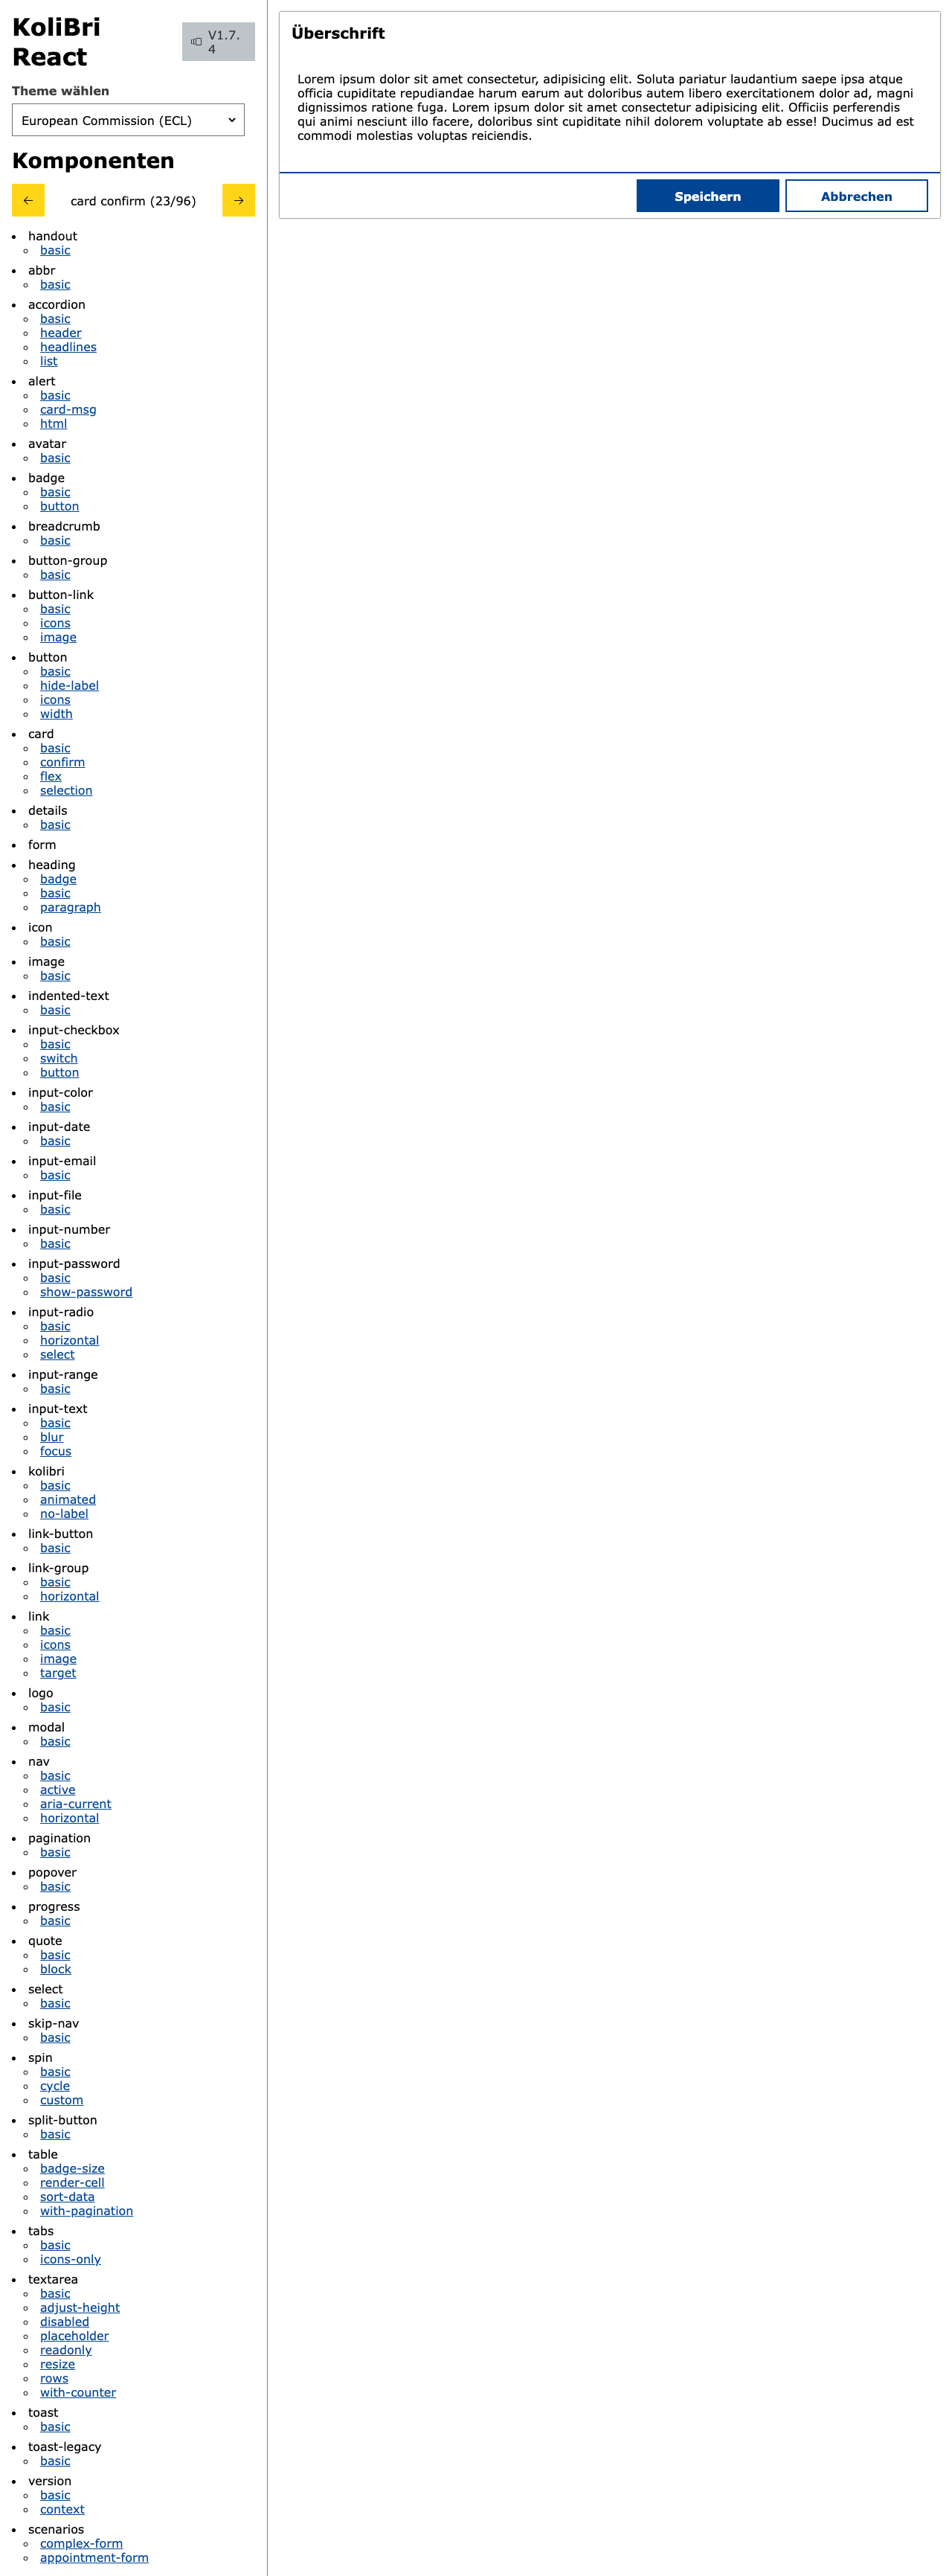 KoliBri
React
V1.7.
4
Theme wählen
European Commission (ECL)
Komponenten
card confirm (23/96)
handout
basic
abbr
basic
accordion
basic
header
headlines
list
alert
basic
card-msg
html
avatar
basic
badge
basic
button
breadcrumb
basic
button-group
basic
button-link
basic
icons
image
button
basic
hide-label
icons
width
card
basic
confirm
flex
selection
details
basic
form
heading
badge
basic
paragraph
icon
basic
image
basic
indented-text
basic
input-checkbox
basic
switch
button
input-color
basic
input-date
basic
input-email
basic
input-file
basic
input-number
basic
input-password
basic
show-password
input-radio
basic
horizontal
select
input-range
basic
input-text
basic
blur
focus
kolibri
basic
animated
no-label
link-button
basic
link-group
basic
horizontal
link
basic
icons
image
target
logo
basic
modal
basic
nav
basic
active
aria-current
horizontal
pagination
basic
popover
basic
progress
basic
quote
basic
block
select
basic
skip-nav
basic
spin
basic
cycle
custom
split-button
basic
table
badge-size
render-cell
sort-data
with-pagination
tabs
basic
icons-only
textarea
basic
adjust-height
disabled
placeholder
readonly
resize
rows
with-counter
toast
basic
toast-legacy
basic
version
basic
context
scenarios
complex-form
appointment-form
Überschrift
Lorem ipsum dolor sit amet consectetur, adipisicing elit. Soluta pariatur laudantium saepe ipsa atque
officia cupiditate repudiandae harum earum aut doloribus autem libero exercitationem dolor ad, magni
dignissimos ratione fuga. Lorem ipsum dolor sit amet consectetur adipisicing elit. Officiis perferendis
qui animi nesciunt illo facere, doloribus sint cupiditate nihil dolorem voluptate ab esse! Ducimus ad est
commodi molestias voluptas reiciendis.
Speichern
Abbrechen